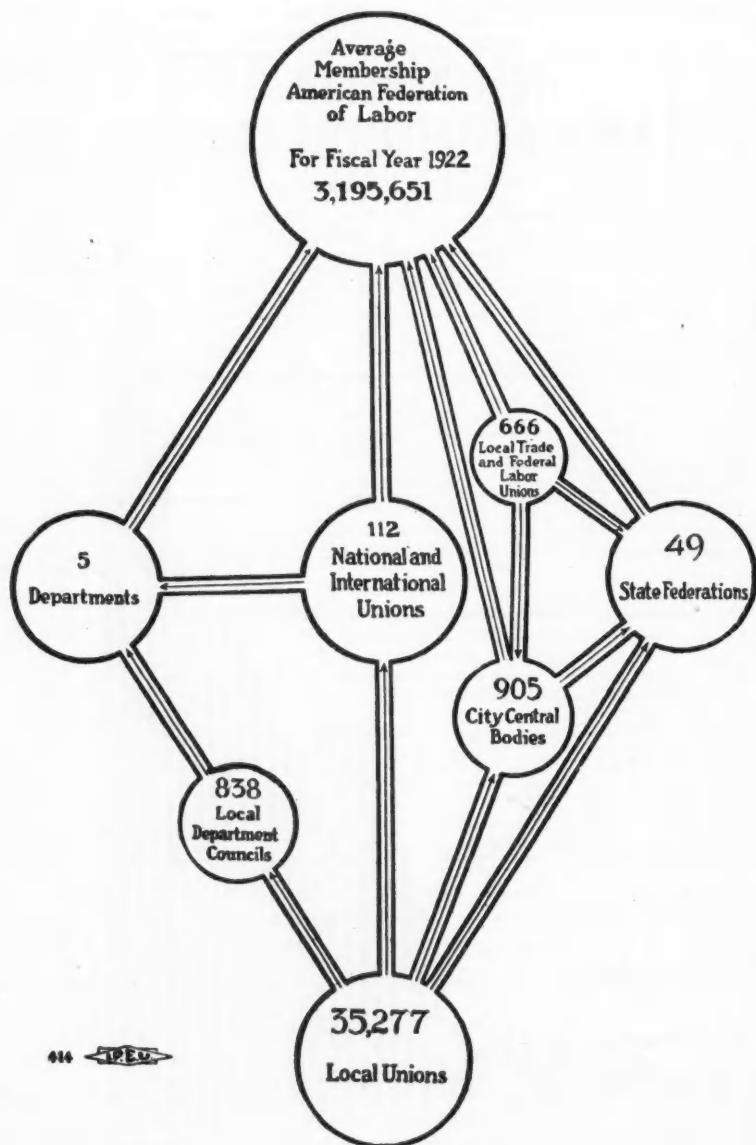 Average
Membership
American Federation
of Labor
For Fiscal Year 1922
3,195,651
666
Local Trade
and Federal
Labor
Unions
5
Departments
112
National and
International
Unions
49
State Federations
905
City Central
Bodies
838
Local
Department
Councils
35,277
Local Unions
414 I.P.E.U.